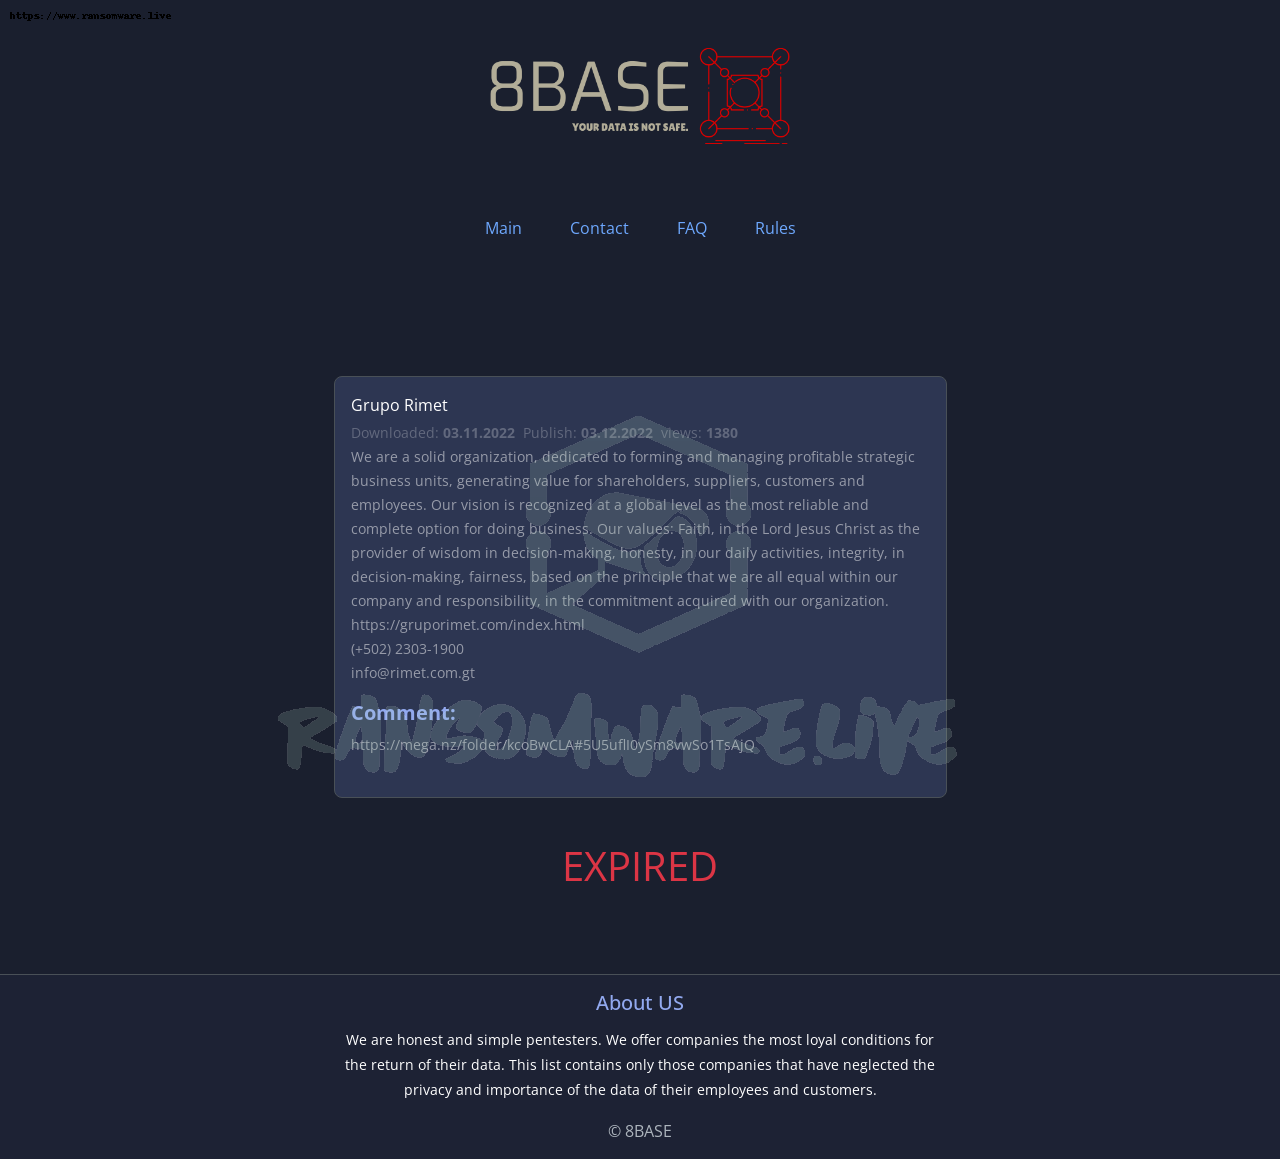 https://www.ransomware.live
8BASE
YOUR DATA IS NOT SAFE.
Main Contact FAQ Rules
Grupo Rimet
Downloaded: 03.11.2022 Publish: 03.12.2022 views: 1380
We are a solid organization, dedicated to forming and managing profitable strategic
business units, generating value for shareholders, suppliers, customers and
employees. Our vision is recognized at a global level as the most reliable and
complete option for doing business. Our values: Faith, in the Lord Jesus Christ as the
provider of wisdom in decision-making, honesty, in our daily activities, integrity, in
decision-making, fairness, based on the principle that we are all equal within our
company and responsibility, in the commitment acquired with our organization.
https://gruporimet.com/index.html
(+502) 2303-1900
info@rimet.com.gt
RANSOMWARE.LIVE
Comment:
EXPIRED
About US
We are honest and simple pentesters. We offer companies the most loyal conditions for
the return of their data. This list contains only those companies that have neglected the
privacy and importance of the data of their employees and customers.
© 8BASE